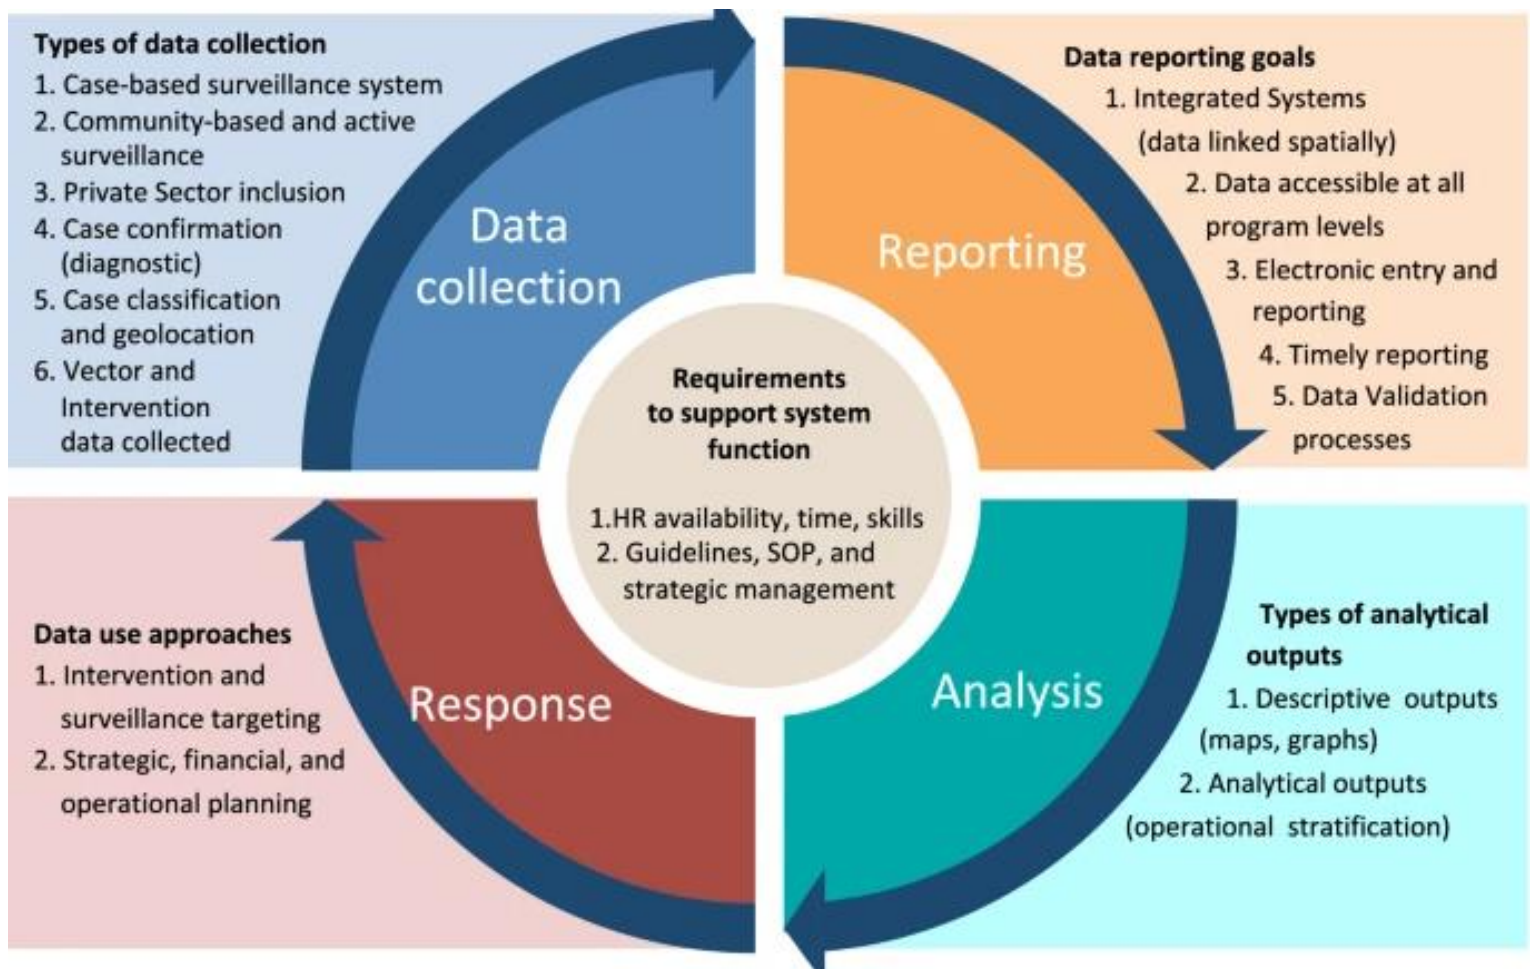 Types of data collection
1. Case-based surveillance system
2. Community-based and active
surveillance
3. Private Sector inclusion
4. Case confirmation
(diagnostic)
5. Case classification
and geolocation
6. Vector and
Intervention
data collected
Data
collection
Reporting
Data reporting goals
1. Integrated Systems
(data linked spatially)
2. Data accessible at all
program levels
3. Electronic entry and
reporting
4. Timely reporting
5. Data Validation
processes
Requirements
to support system
function
1.HR availability, time, skills
2. Guidelines, SOP, and
strategic management
Data use approaches
1. Intervention and
surveillance targeting
2. Strategic, financial, and
operational planning
Response
Analysis
Types of analytical
outputs
1. Descriptive outputs
(maps, graphs)
2. Analytical outputs
(operational stratification)